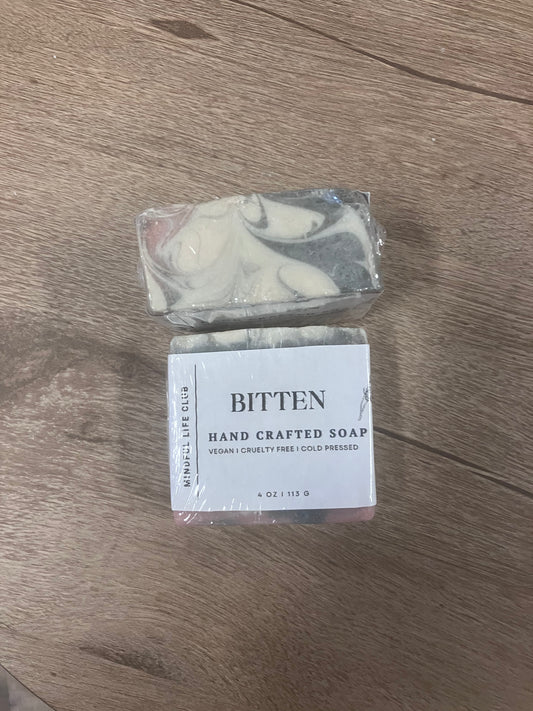 MINDFUL LIFE CLUB
BITTEN
HAND CRAFTED SOAP
VEGAN I CRUELTY FREE I COLD PRESSED
4 OZ I 113 G